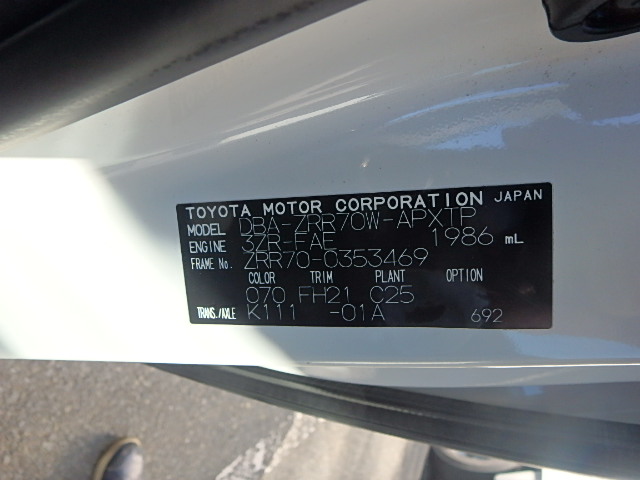 TOYOTA MOTOR CORPORATION JAPAN
MODEL DBA-ZRR70W-APXTP
ENGINE 3ZR-FAE 1986 mL
FRAME No. ZRR70-0353469
COLOR TRIM PLANT OPTION
070 FH21 C25
TRANS./AXLE K111 -01A 692